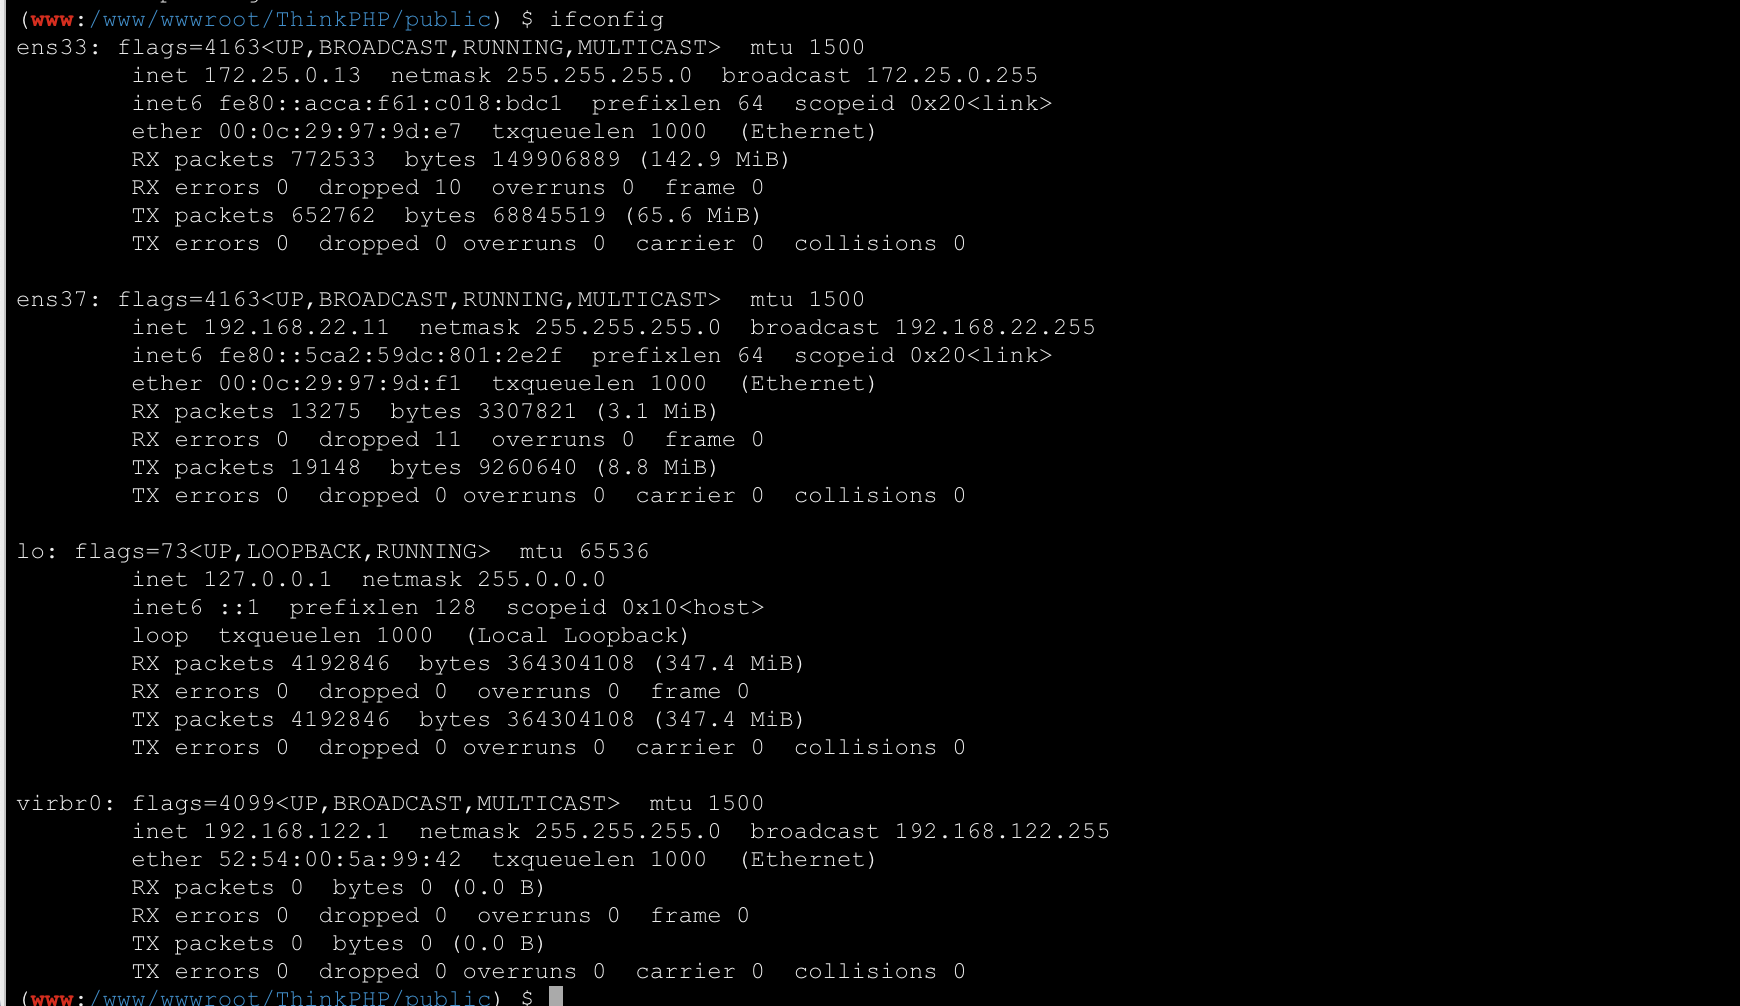 (www:/www/wwwroot/ThinkPHP/public) $ ifconfig
ens33: flags=4163<UP,BROADCAST,RUNNING,MULTICAST>  mtu 1500
        inet 172.25.0.13  netmask 255.255.255.0  broadcast 172.25.0.255
        inet6 fe80::acca:f61:c018:bdc1  prefixlen 64  scopeid 0x20<link>
        ether 00:0c:29:97:9d:e7  txqueuelen 1000  (Ethernet)
        RX packets 772533  bytes 149906889 (142.9 MiB)
        RX errors 0  dropped 10  overruns 0  frame 0
        TX packets 652762  bytes 68845519 (65.6 MiB)
        TX errors 0  dropped 0 overruns 0  carrier 0  collisions 0

ens37: flags=4163<UP,BROADCAST,RUNNING,MULTICAST>  mtu 1500
        inet 192.168.22.11  netmask 255.255.255.0  broadcast 192.168.22.255
        inet6 fe80::5ca2:59dc:801:2e2f  prefixlen 64  scopeid 0x20<link>
        ether 00:0c:29:97:9d:f1  txqueuelen 1000  (Ethernet)
        RX packets 13275  bytes 3307821 (3.1 MiB)
        RX errors 0  dropped 11  overruns 0  frame 0
        TX packets 19148  bytes 9260640 (8.8 MiB)
        TX errors 0  dropped 0 overruns 0  carrier 0  collisions 0

lo: flags=73<UP,LOOPBACK,RUNNING>  mtu 65536
        inet 127.0.0.1  netmask 255.0.0.0
        inet6 ::1  prefixlen 128  scopeid 0x10<host>
        loop  txqueuelen 1000  (Local Loopback)
        RX packets 4192846  bytes 364304108 (347.4 MiB)
        RX errors 0  dropped 0  overruns 0  frame 0
        TX packets 4192846  bytes 364304108 (347.4 MiB)
        TX errors 0  dropped 0 overruns 0  carrier 0  collisions 0

virbr0: flags=4099<UP,BROADCAST,MULTICAST>  mtu 1500
        inet 192.168.122.1  netmask 255.255.255.0  broadcast 192.168.122.255
        ether 52:54:00:5a:99:42  txqueuelen 1000  (Ethernet)
        RX packets 0  bytes 0 (0.0 B)
        RX errors 0  dropped 0  overruns 0  frame 0
        TX packets 0  bytes 0 (0.0 B)
        TX errors 0  dropped 0 overruns 0  carrier 0  collisions 0
(www:/www/wwwroot/ThinkPHP/public) $